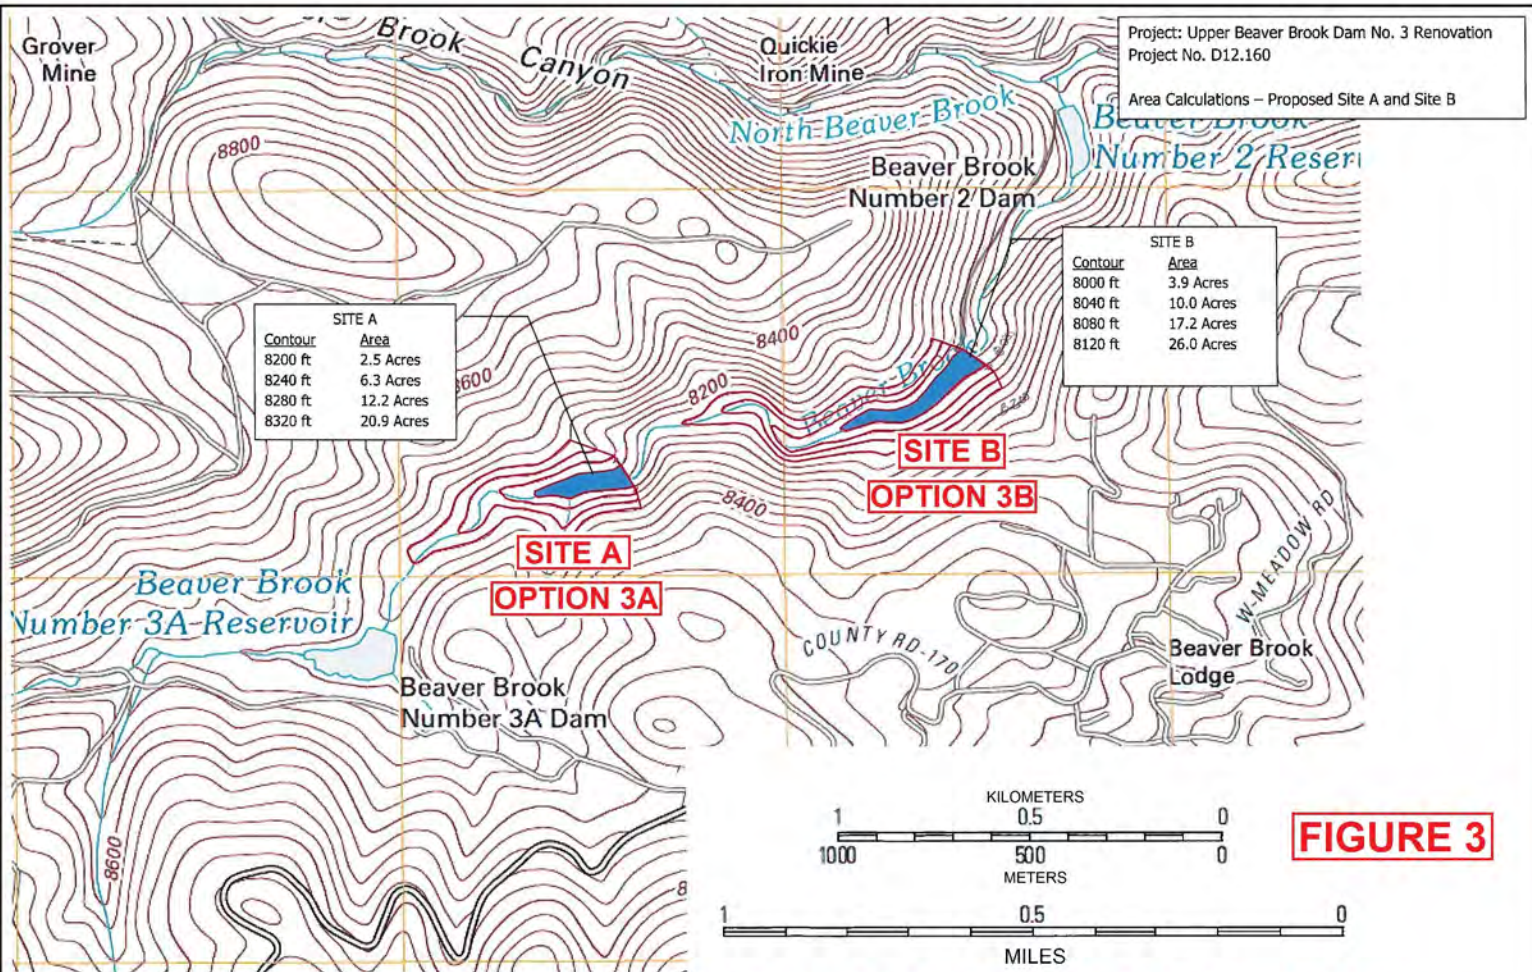 Project: Upper Beaver Brook Dam No. 3 Renovation
Project No. D12.160
Area Calculations – Proposed Site A and Site B
Grover
Mine
Brook
Canyon
Quickie
Iron Mine
North Beaver Brook
Beaver Brook
Number 2 Reser
Beaver Brook
Number 2 Dam
8800
SITE B
Contour Area
8000 ft 3.9 Acres
8040 ft 10.0 Acres
8080 ft 17.2 Acres
8120 ft 26.0 Acres
SITE A
Contour Area
8200 ft 2.5 Acres
8240 ft 6.3 Acres
8280 ft 12.2 Acres
8320 ft 20.9 Acres
8400
8600
8200
Beaver Brook
SITE B
OPTION 3B
8400
SITE A
OPTION 3A
W-MEADOW RD
Beaver Brook
Number 3A Reservoir
COUNTY RD-170
Beaver Brook
Lodge
Beaver Brook
Number 3A Dam
KILOMETERS
1 0.5 0
1000 500 0
METERS
FIGURE 3
8600
1 0.5 0
MILES